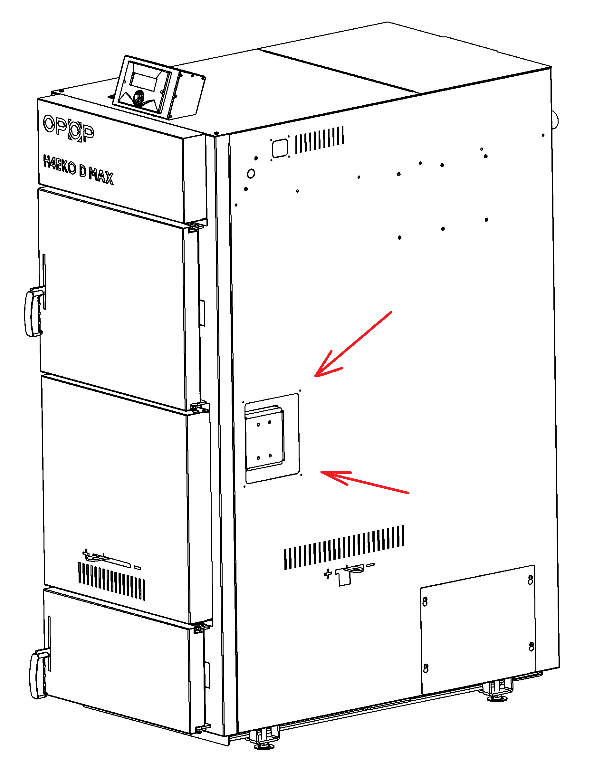 OPOP
H4EKO D MAX
+ -
+ -